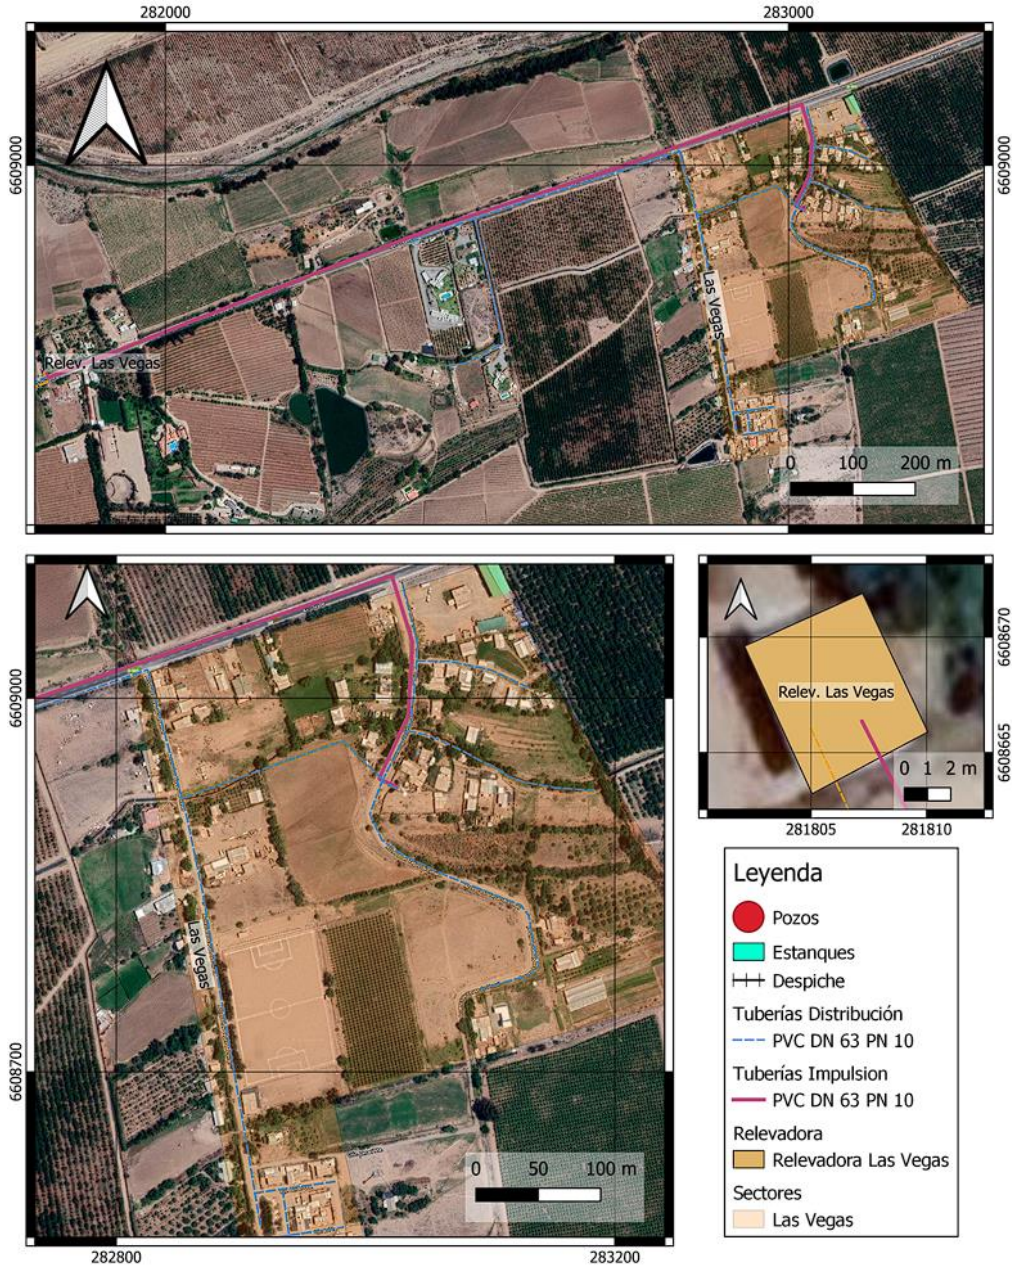 282000
283000
6609000
6609000
Las Vegas
Relev. Las Vegas
0 100 200 m
6609000
6608700
Las Vegas
0 50 100 m
282800
283200
Relev. Las Vegas
6608670
6608665
0 1 2 m
281805
281810
Leyenda
Pozos
Estanques
Despiche
Tuberías Distribución
PVC DN 63 PN 10
Tuberías Impulsion
PVC DN 63 PN 10
Relevadora
Relevadora Las Vegas
Sectores
Las Vegas